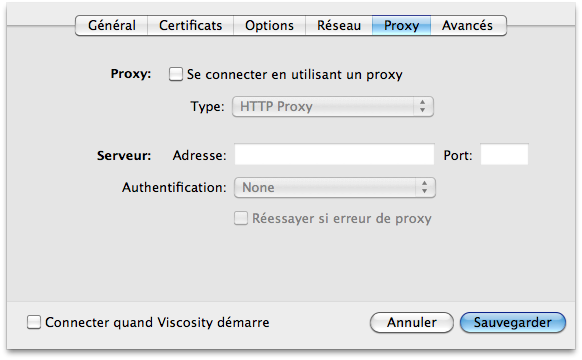 Général Certificats Options Réseau Proxy Avancés
Proxy: Se connecter en utilisant un proxy
Type: HTTP Proxy
Serveur: Adresse: Port:
Authentification: None
Réessayer si erreur de proxy
Connecter quand Viscosity démarre Annuler Sauvegarder